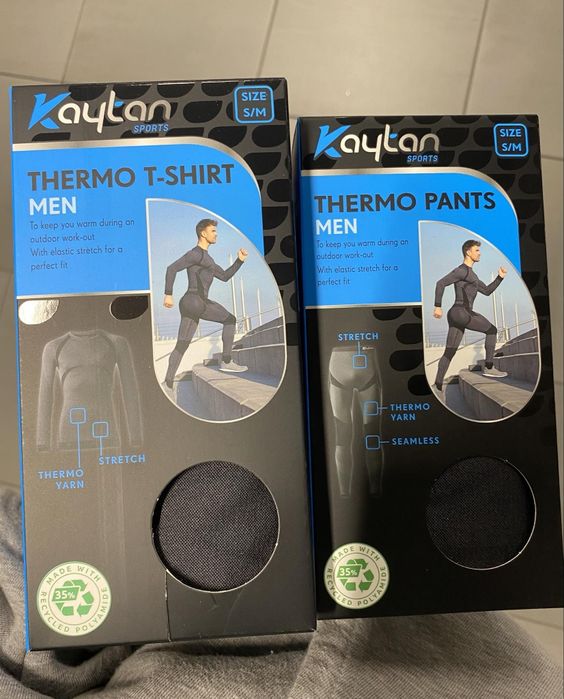 Kaytan
SPORTS
SIZE
S/M
THERMO T-SHIRT
MEN
To keep you warm during an
outdoor work-out
With elastic stretch for a
perfect fit
THERMO
YARN
STRETCH
MADE WITH
35%
RECYCLED POLYAMIDE
Kaytan
SPORTS
SIZE
S/M
THERMO PANTS
MEN
To keep you warm during an
outdoor work-out
With elastic stretch for a
perfect fit
STRETCH
THERMO
YARN
SEAMLESS
MADE WITH
35%
RECYCLED POLYAMIDE